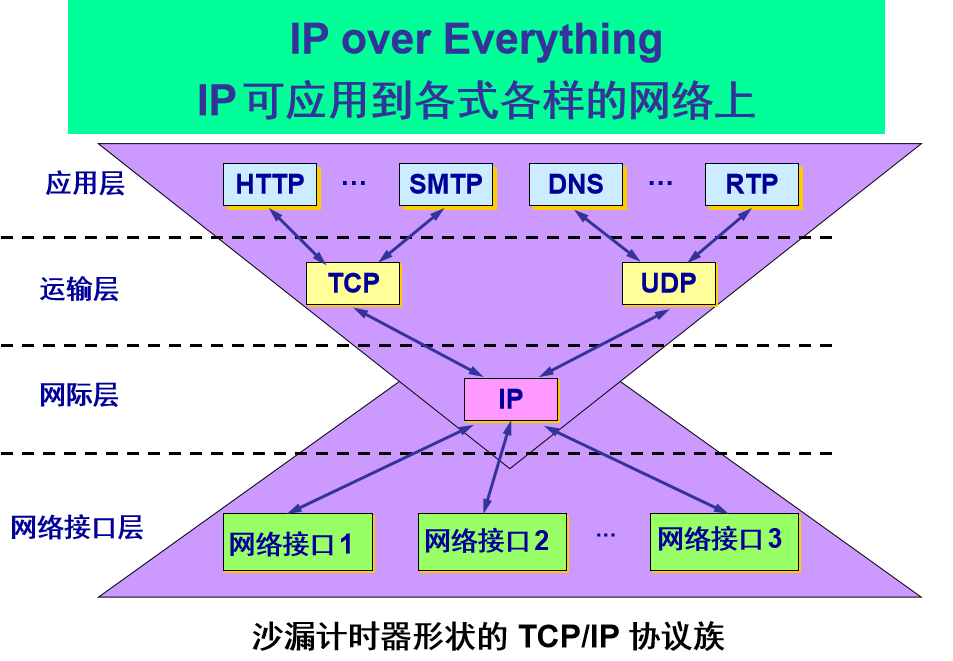 IP over Everything
IP 可应用到各式各样的网络上
应用层 HTTP … SMTP DNS … RTP
运输层 TCP UDP
网际层 IP
网络接口层 网络接口 1 网络接口 2 … 网络接口 3
沙漏计时器形状的 TCP/IP 协议族